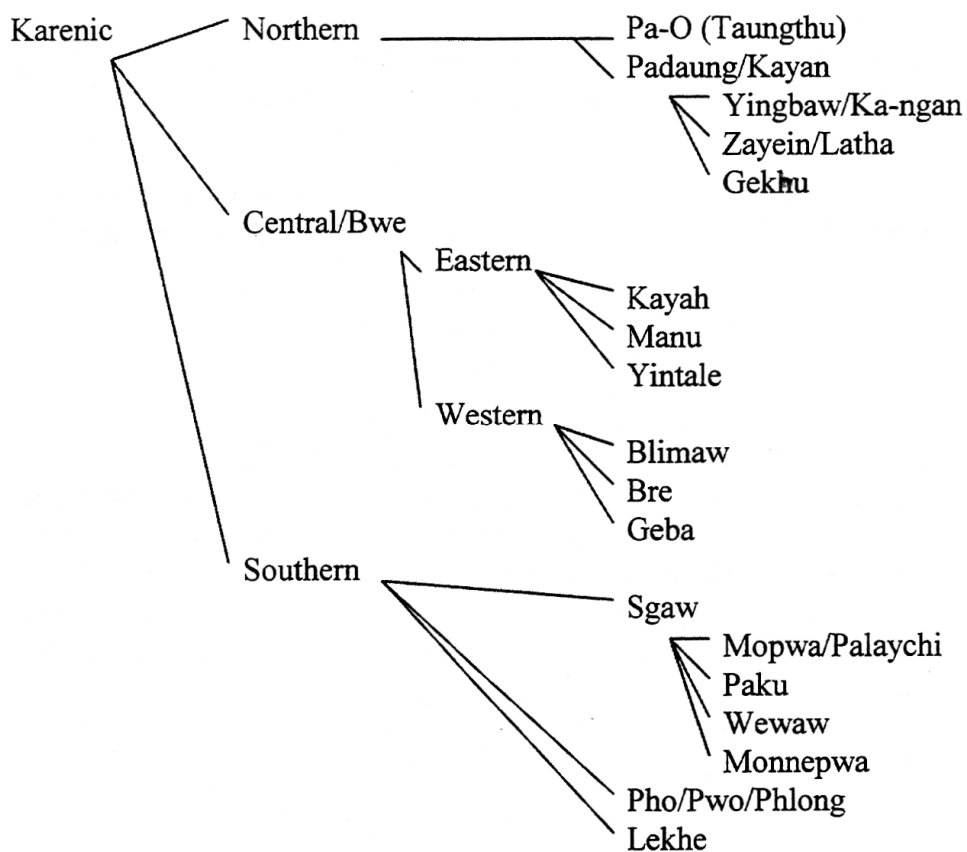 Karenic Northern Pa-O (Taungthu)
Padaung/Kayan
Yingbaw/Ka-ngan
Zayein/Latha
Gekhu
Central/Bwe
Eastern
Kayah
Manu
Yintale
Western
Blimaw
Bre
Geba
Southern
Sgaw
Mopwa/Palaychi
Paku
Wewaw
Monnepwa
Pho/Pwo/Phlong
Lekhe